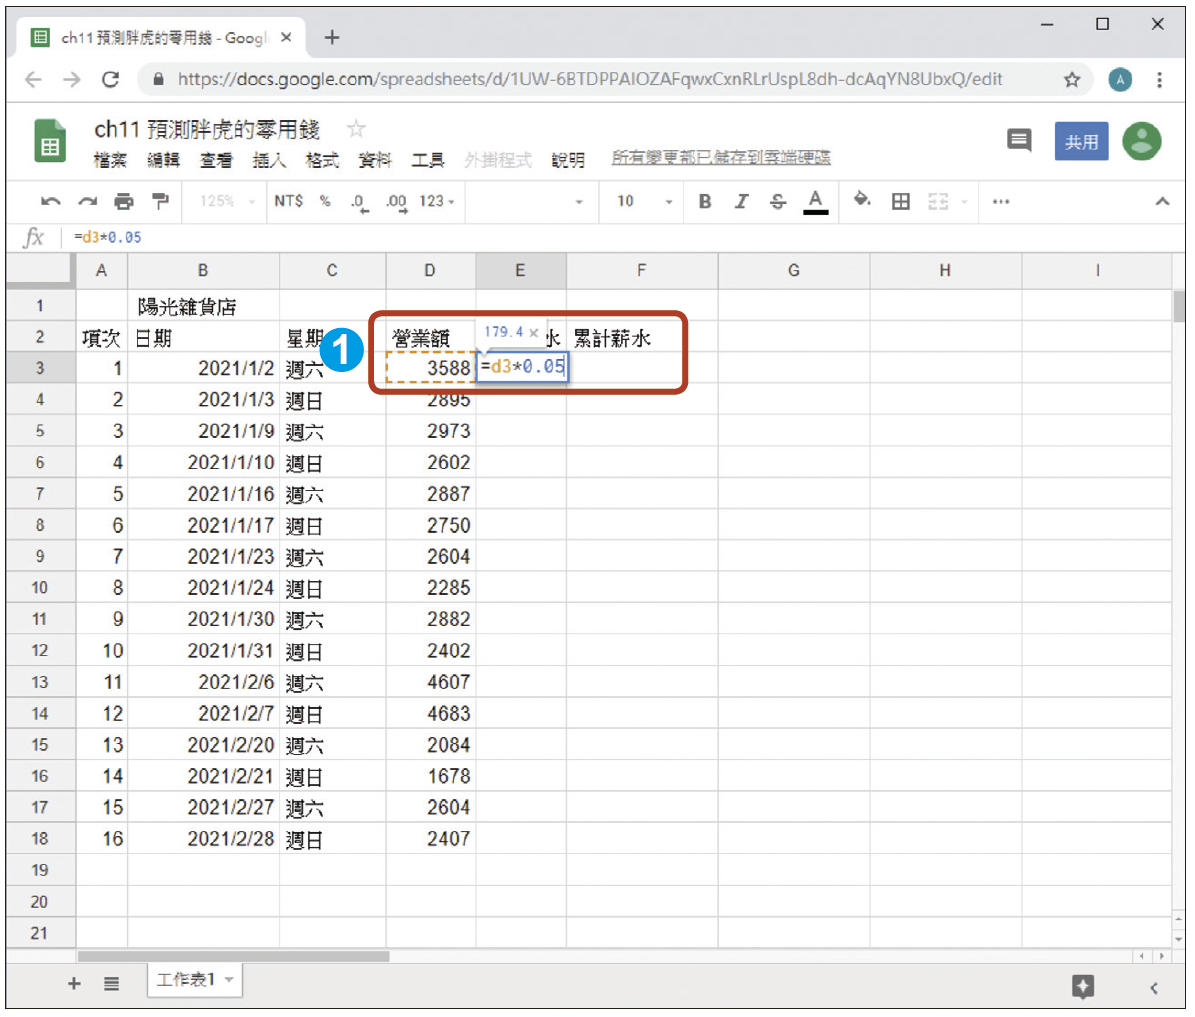 ch11 預測胖虎的零用錢 - Googl
https://docs.google.com/spreadsheets/d/1UW-6BTDPPAIOZAFqwxCxnRLrUspL8dh-dcAqYN8UbxQ/edit
A
ch11 預測胖虎的零用錢
檔案 編輯 查看 插入 格式 資料 工具 外掛程式 說明 所有變更都已儲存到雲端硬碟
共用
125% NT$ % .0 .00 123 10 B I S A
fx =d3*0.05
A B C D E F G H I
1 陽光雜貨店
2 項次 日期 星期 營業額 179.4 × 水 累計薪水
1
3 1 2021/1/2 週六 3588 =d3*0.05
4 2 2021/1/3 週日 2895
5 3 2021/1/9 週六 2973
6 4 2021/1/10 週日 2602
7 5 2021/1/16 週六 2887
8 6 2021/1/17 週日 2750
9 7 2021/1/23 週六 2604
10 8 2021/1/24 週日 2285
11 9 2021/1/30 週六 2882
12 10 2021/1/31 週日 2402
13 11 2021/2/6 週六 4607
14 12 2021/2/7 週日 4683
15 13 2021/2/20 週六 2084
16 14 2021/2/21 週日 1678
17 15 2021/2/27 週六 2604
18 16 2021/2/28 週日 2407
19
20
21
工作表1